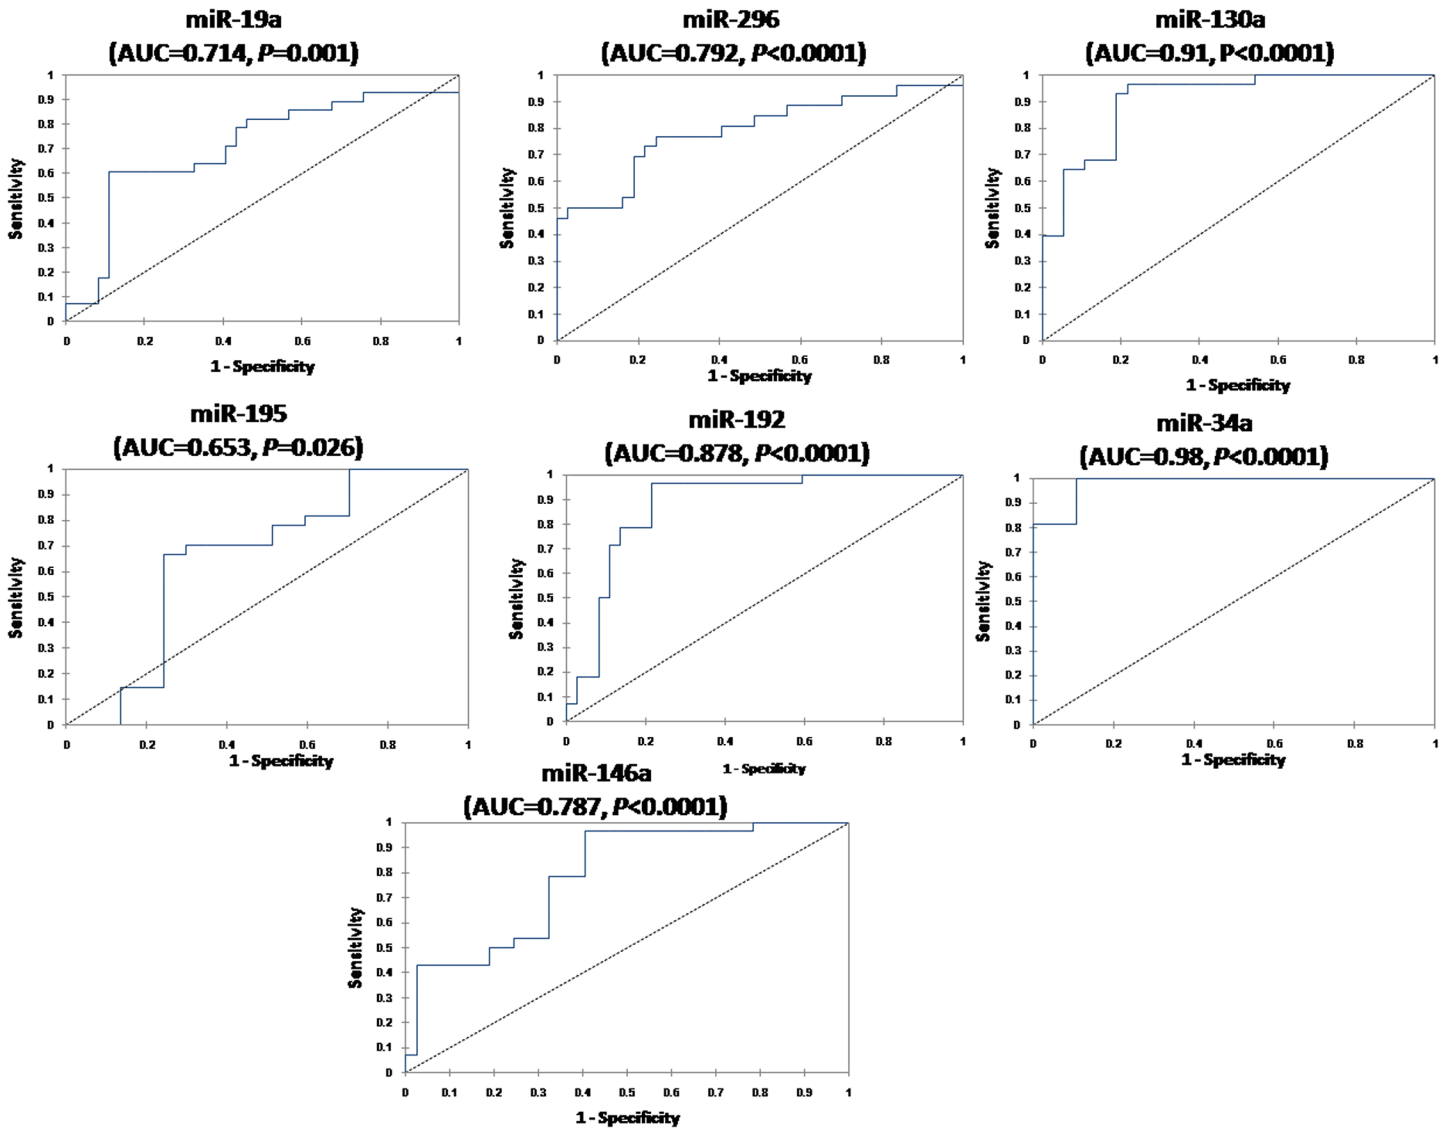 miR-19a
(AUC=0.714, P=0.001)
1
0.9
0.8
0.7
0.6
0.5
0.4
0.3
0.2
0.1
0
Sensitivity
0 0.2 0.4 0.6 0.8 1
1 - Specificity
miR-296
(AUC=0.792, P<0.0001)
1
0.9
0.8
0.7
0.6
0.5
0.4
0.3
0.2
0.1
0
Sensitivity
0 0.2 0.4 0.6 0.8 1
1 - Specificity
miR-130a
(AUC=0.91, P<0.0001)
1
0.9
0.8
0.7
0.6
0.5
0.4
0.3
0.2
0.1
0
Sensitivity
0 0.2 0.4 0.6 0.8 1
1 - Specificity
miR-195
(AUC=0.653, P=0.026)
1
0.9
0.8
0.7
0.6
0.5
0.4
0.3
0.2
0.1
0
Sensitivity
0 0.2 0.4 0.6 0.8 1
1 - Specificity
miR-192
(AUC=0.878, P<0.0001)
1
0.9
0.8
0.7
0.6
0.5
0.4
0.3
0.2
0.1
0
Sensitivity
0 0.2 0.4 0.6 0.8 1
1 - Specificity
miR-34a
(AUC=0.98, P<0.0001)
1
0.9
0.8
0.7
0.6
0.5
0.4
0.3
0.2
0.1
0
Sensitivity
0 0.2 0.4 0.6 0.8 1
1 - Specificity
miR-146a
(AUC=0.787, P<0.0001)
1
0.9
0.8
0.7
0.6
0.5
0.4
0.3
0.2
0.1
0
Sensitivity
0 0.1 0.2 0.3 0.4 0.5 0.6 0.7 0.8 0.9 1
1 - Specificity